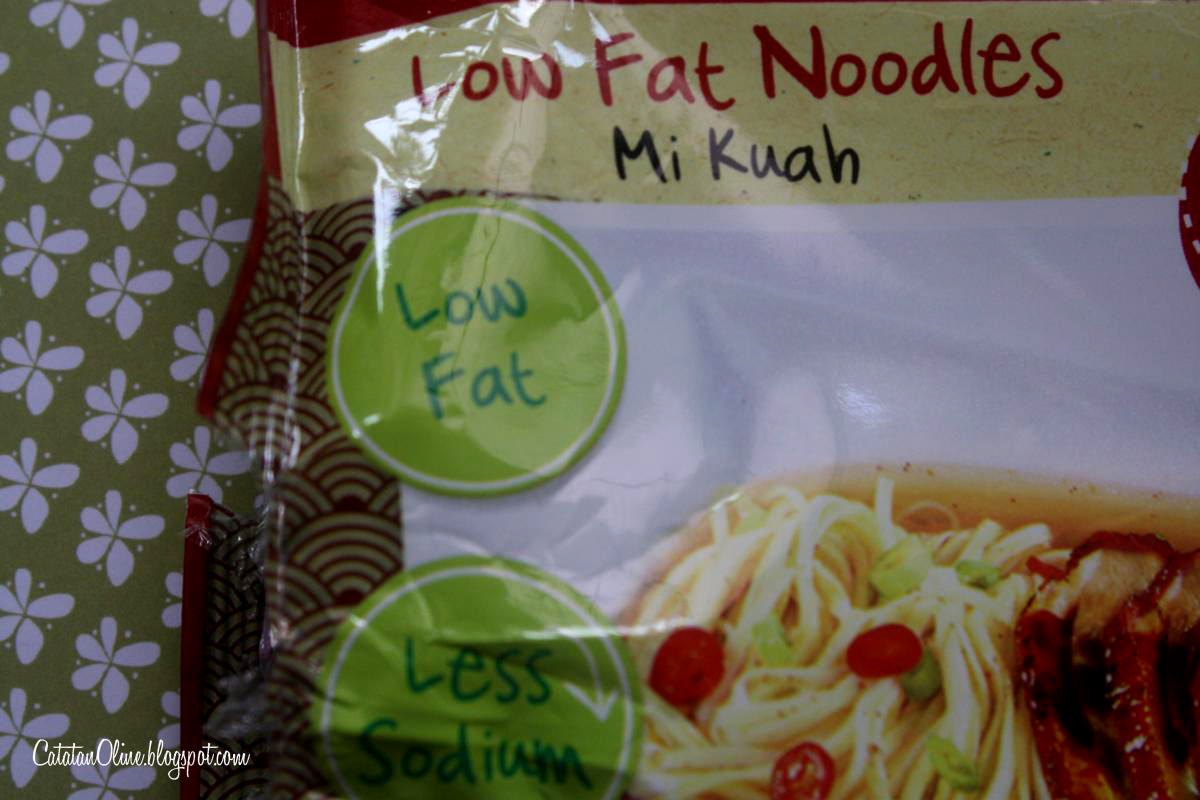 Low Fat Noodles
Mi Kuah
Low
Fat
Less
Sodium
CatatanOline.blogspot.com